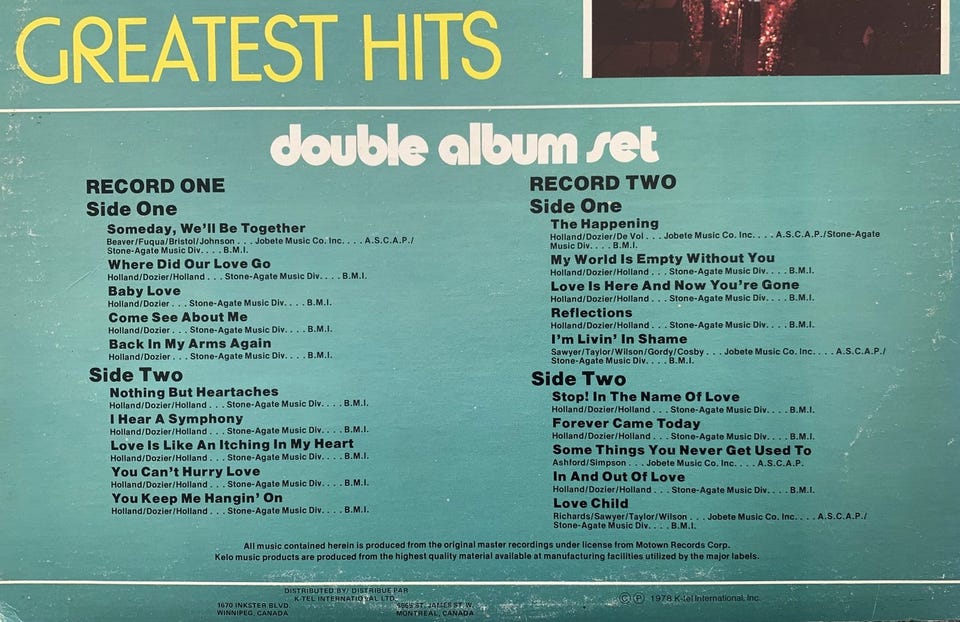 GREATEST HITS
double album set
RECORD ONE
Side One
Someday, We'll Be Together
Beaver/Fuqua/Bristol/Johnson . . . Jobete Music Co. Inc. . . . A.S.C.A.P./
Stone-Agate Music Div. . . . B.M.I.
Where Did Our Love Go
Holland/Dozier/Holland . . . Stone-Agate Music Div. . . . B.M.I.
Baby Love
Holland/Dozier . . . Stone-Agate Music Div. . . . B.M.I.
Come See About Me
Holland/Dozier . . . Stone-Agate Music Div. . . . B.M.I.
Back In My Arms Again
Holland/Dozier . . . Stone-Agate Music Div. . . . B.M.I.
Side Two
Nothing But Heartaches
Holland/Dozier/Holland . . . Stone-Agate Music Div. . . . B.M.I.
I Hear A Symphony
Holland/Dozier/Holland . . . Stone-Agate Music Div. . . . B.M.I.
Love Is Like An Itching In My Heart
Holland/Dozier/Holland . . . Stone-Agate Music Div. . . . B.M.I.
You Can't Hurry Love
Holland/Dozier/Holland . . . Stone-Agate Music Div. . . . B.M.I.
You Keep Me Hangin' On
Holland/Dozier/Holland . . . Stone-Agate Music Div. . . . B.M.I.
RECORD TWO
Side One
The Happening
Holland/Dozier/De Vol . . . Jobete Music Co. Inc. . . . A.S.C.A.P./Stone-Agate
Music Div. . . . B.M.I.
My World Is Empty Without You
Holland/Dozier/Holland . . . Stone-Agate Music Div. . . . B.M.I.
Love Is Here And Now You're Gone
Holland/Dozier/Holland . . . Stone-Agate Music Div. . . . B.M.I.
Reflections
Holland/Dozier/Holland . . . Stone-Agate Music Div. . . . B.M.I.
I'm Livin' In Shame
Sawyer/Taylor/Wilson/Gordy/Cosby . . . Jobete Music Co. Inc. . . . A.S.C.A.P./
Stone-Agate Music Div. . . . B.M.I.
Side Two
Stop! In The Name Of Love
Holland/Dozier/Holland . . . Stone-Agate Music Div. . . . B.M.I.
Forever Came Today
Holland/Dozier/Holland . . . Stone-Agate Music Div. . . . B.M.I.
Some Things You Never Get Used To
Ashford/Simpson . . . Jobete Music Co. Inc. . . . A.S.C.A.P.
In And Out Of Love
Holland/Dozier/Holland . . . Stone-Agate Music Div. . . . B.M.I.
Love Child
Richards/Sawyer/Taylor/Wilson . . . Jobete Music Co. Inc. . . . A.S.C.A.P./
Stone-Agate Music Div. . . . B.M.I.
All music contained herein is produced from the original master recordings under license from Motown Records Corp.
Kelo music products are produced from the highest quality material available at manufacturing facilities utilized by the major labels.
DISTRIBUTED BY/ DISTRIBUE PAR
K-TEL INTERNATIONAL LTD.
1670 INKSTER BLVD. ST. JAMES ST. W.
WINNIPEG, CANADA MONTREAL, CANADA
© ℗ 1978 K-tel International, Inc.